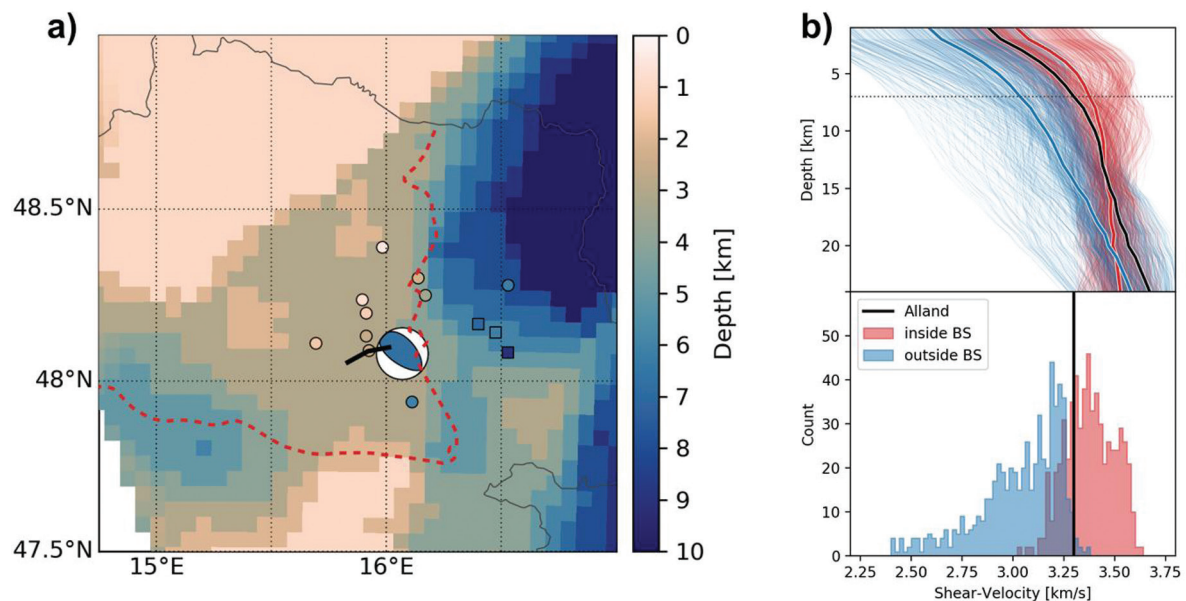 a)
48.5°N
48°N
47.5°N
15°E
16°E
0
1
2
3
4
5
6
7
8
9
10
Depth [km]
b)
5
10
15
20
Depth [km]
Alland
inside BS
outside BS
50
40
30
20
10
0
Count
2.25 2.50 2.75 3.00 3.25 3.50 3.75
Shear-Velocity [km/s]